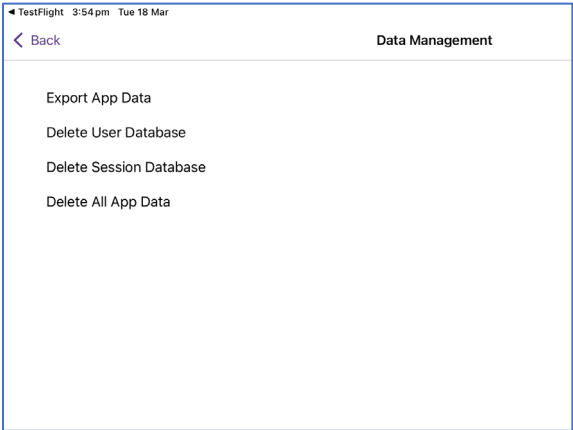 ◄ TestFlight 3:54 pm Tue 18 Mar
Back Data Management
Export App Data
Delete User Database
Delete Session Database
Delete All App Data